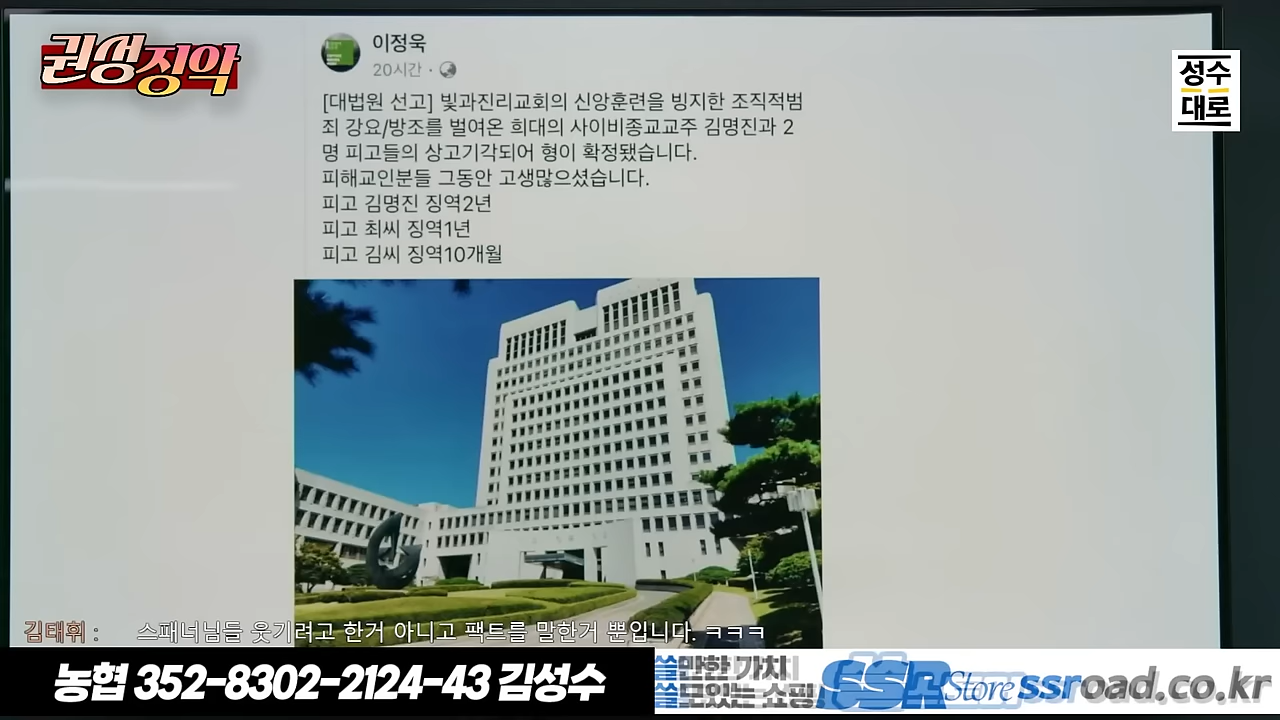 권성징악
성수
대로
이정욱
20시간 ·
[대법원 선고] 빛과진리교회의 신앙훈련을 빙지한 조직적범
죄 강요/방조를 벌여온 희대의 사이비종교교주 김명진과 2
명 피고들의 상고기각되어 형이 확정됐습니다.
피해교인분들 그동안 고생많으셨습니다.
피고 김명진 징역2년
피고 최씨 징역1년
피고 김씨 징역10개월
김태휘 : 스패너님들 웃기려고 한거 아니고 팩트를 말한거 뿐입니다. ㅋㅋㅋ
농협 352-8302-2124-43 김성수
쓸만한 가치
쓸모있는 쇼핑
SSR Store ssroad.co.kr